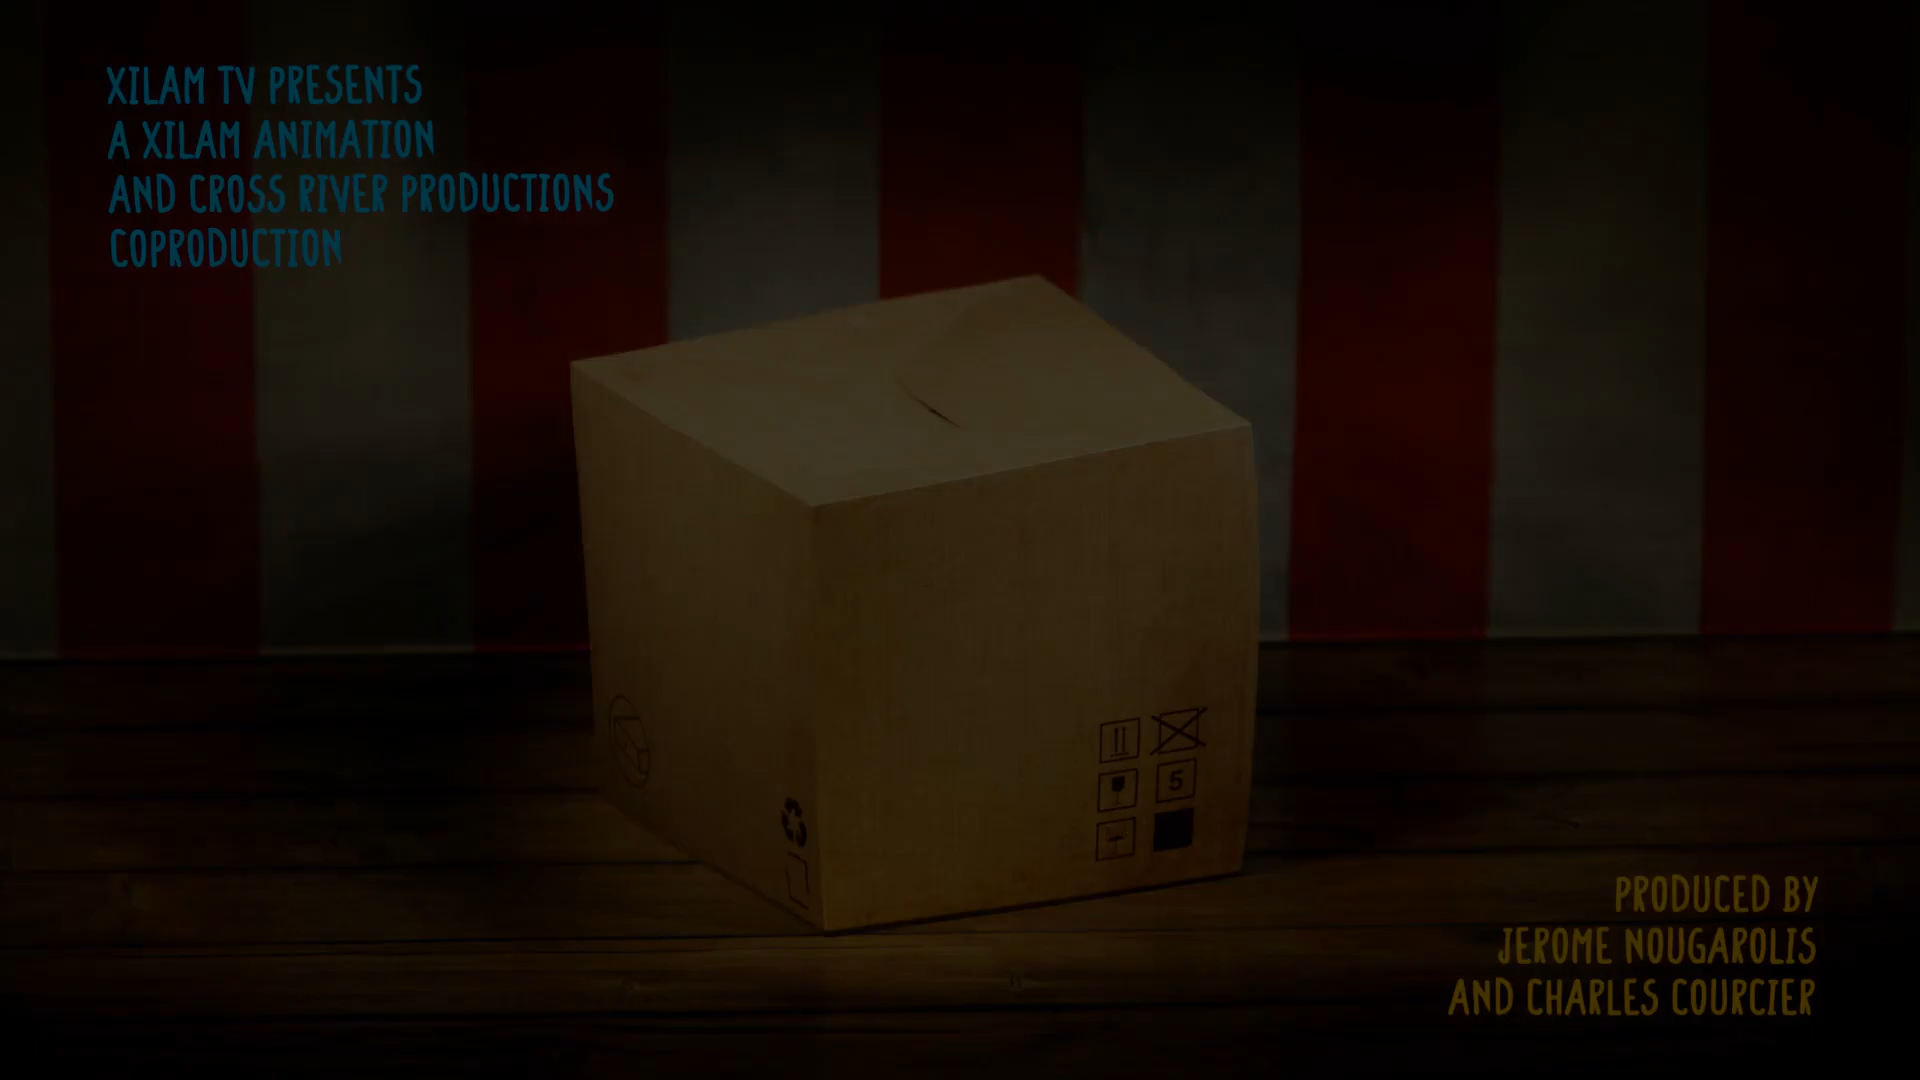 XILAM TV PRESENTS
A XILAM ANIMATION
AND CROSS RIVER PRODUCTIONS
COPRODUCTION
5
PRODUCED BY
JEROME NOUGAROLIS
AND CHARLES COURCIER